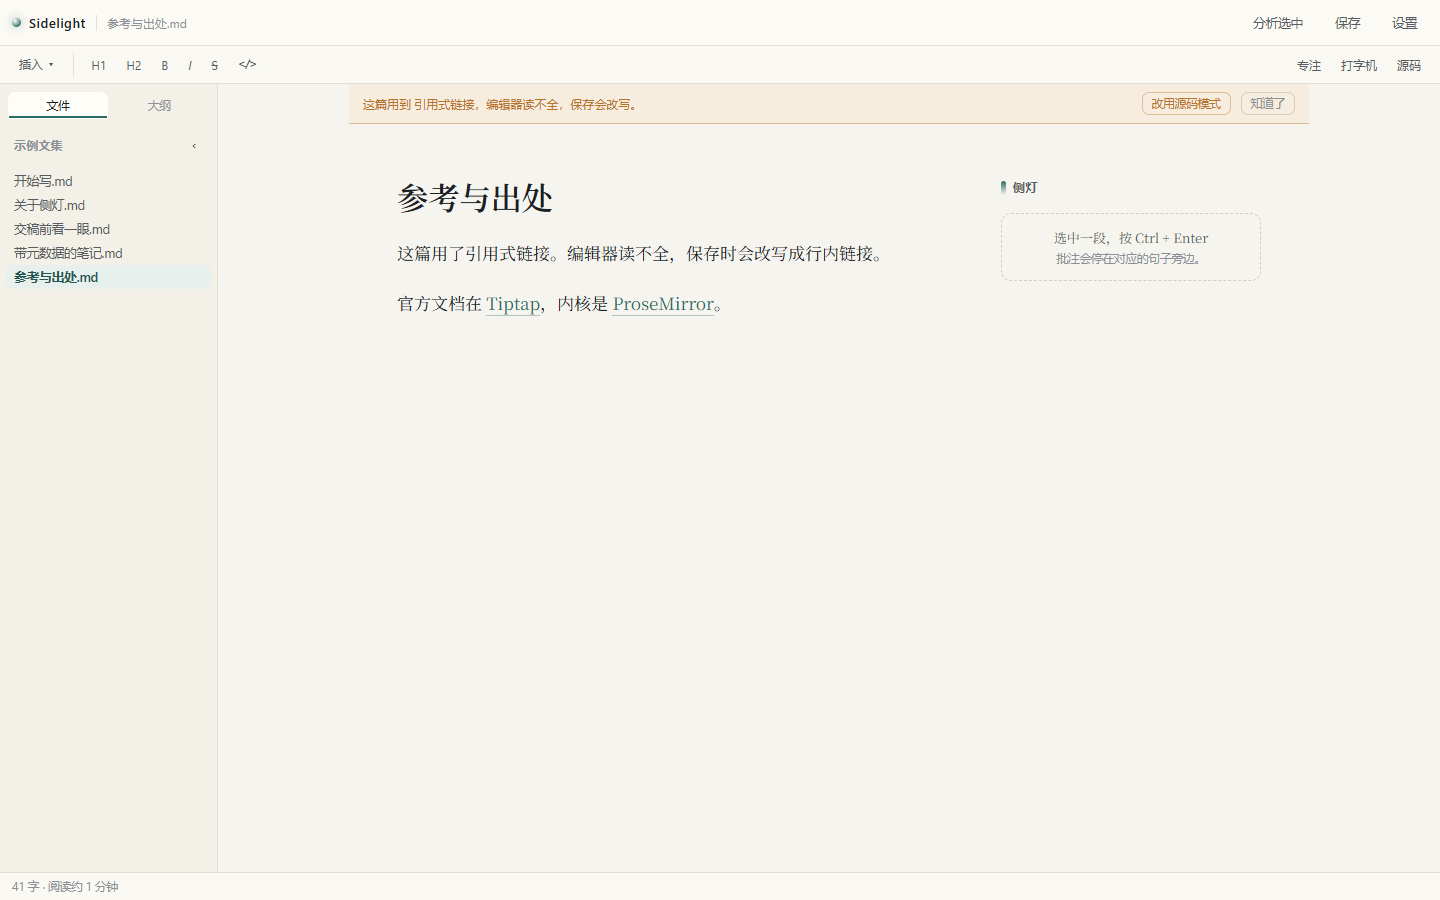 Sidelight 参考与出处.md 分析选中 保存 设置
插入 H1 H2 B I S </> 专注 打字机 源码
文件 大纲
示例文集
开始写.md
关于侧灯.md
交稿前看一眼.md
带元数据的笔记.md
参考与出处.md
这篇用到 引用式链接，编辑器读不全，保存会改写。 改用源码模式 知道了
参考与出处
这篇用了引用式链接。编辑器读不全，保存时会改写成行内链接。
官方文档在 Tiptap，内核是 ProseMirror。
侧灯
选中一段，按 Ctrl + Enter
批注会停在对应的句子旁边。
41 字 · 阅读约 1 分钟